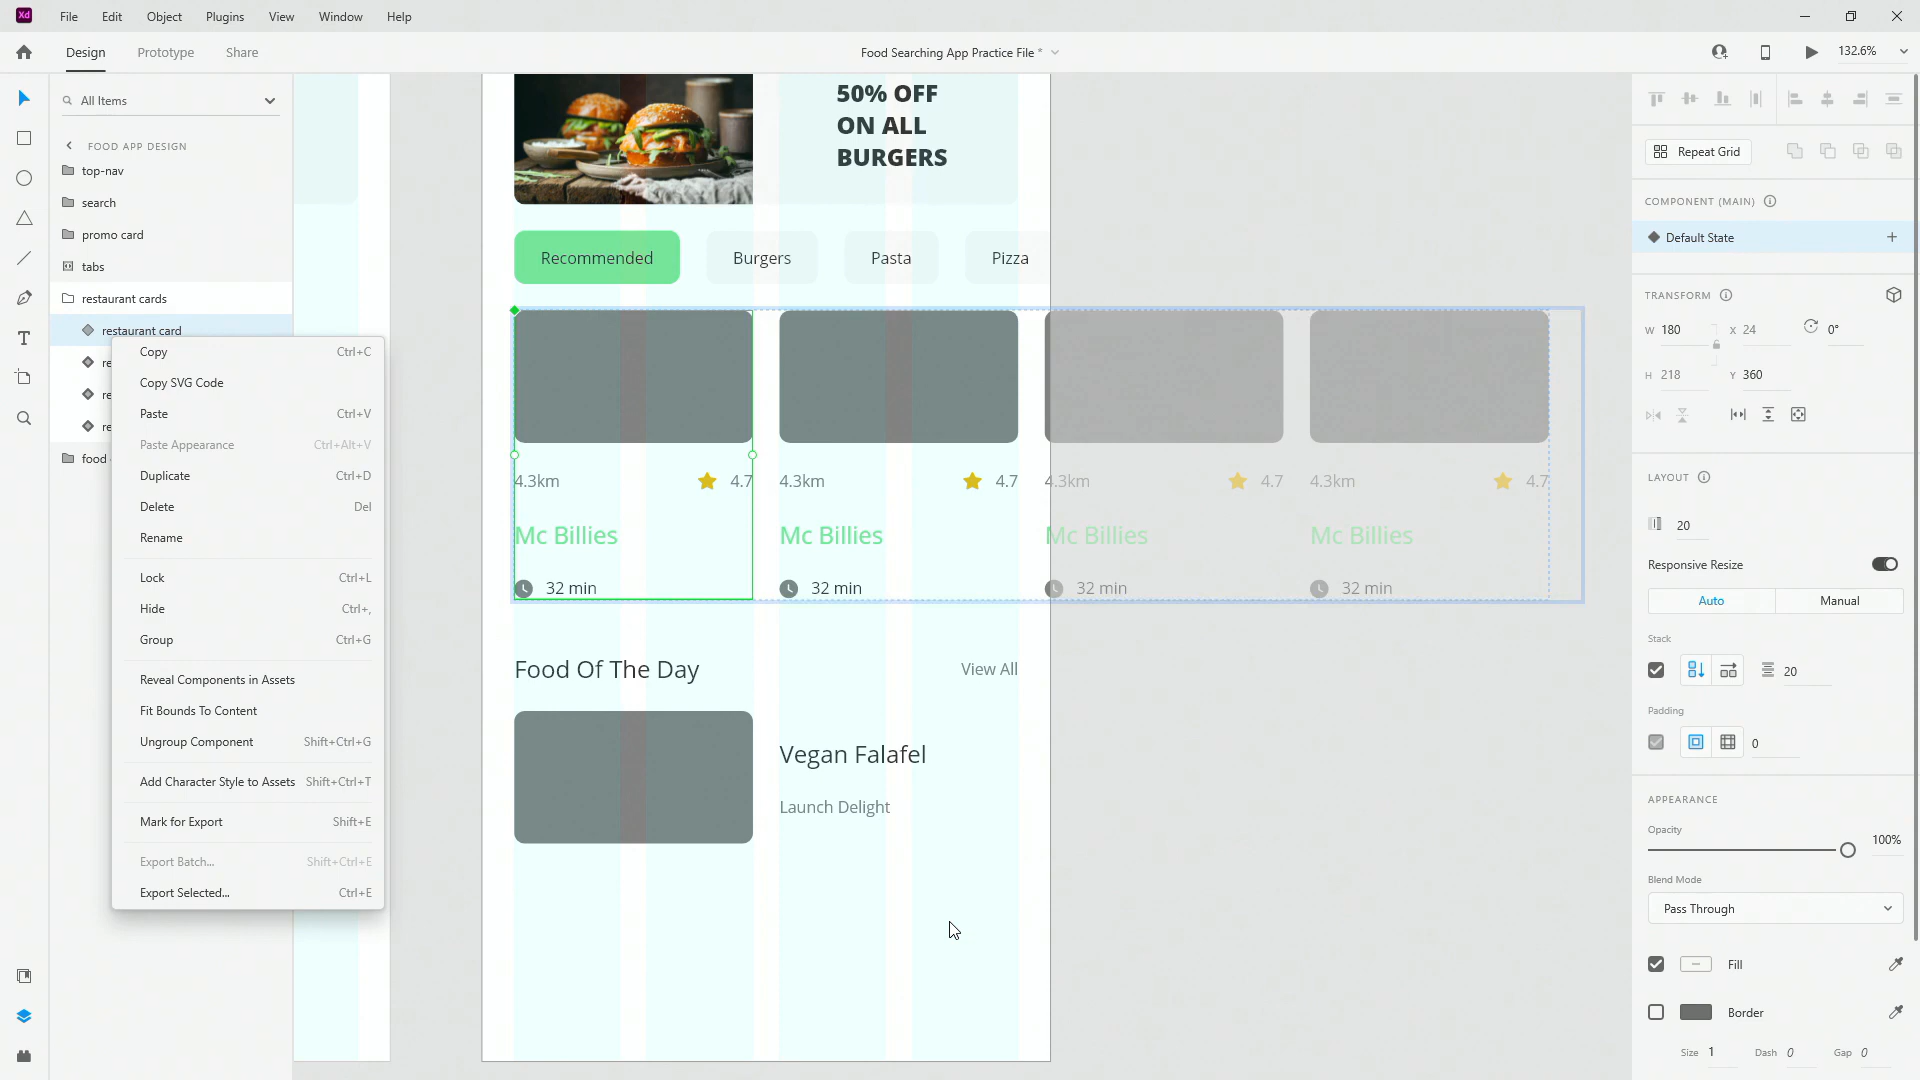 Xd File Edit Object Plugins View Window Help
Design Prototype Share
Food Searching App Practice File *
132.6%
All Items
FOOD APP DESIGN
top-nav
search
promo card
tabs
restaurant cards
restaurant card
re
re
re
food
Copy Ctrl+C
Copy SVG Code
Paste Ctrl+V
Paste Appearance Ctrl+Alt+V
Duplicate Ctrl+D
Delete Del
Rename
Lock Ctrl+L
Hide Ctrl+,
Group Ctrl+G
Reveal Components in Assets
Fit Bounds To Content
Ungroup Component Shift+Ctrl+G
Add Character Style to Assets Shift+Ctrl+T
Mark for Export Shift+E
Export Batch... Shift+Ctrl+E
Export Selected... Ctrl+E
50% OFF
ON ALL
BURGERS
Recommended Burgers Pasta Pizza
4.3km 4.7 4.3km 4.7 4.3km 4.7 4.3km 4.7
Mc Billies Mc Billies Mc Billies Mc Billies
32 min 32 min 32 min 32 min
Food Of The Day View All
Vegan Falafel
Launch Delight
Repeat Grid
COMPONENT (MAIN)
Default State
TRANSFORM
W 180 X 24 0°
H 218 Y 360
LAYOUT
20
Responsive Resize
Auto Manual
Stack
20
Padding
0
APPEARANCE
Opacity
100%
Blend Mode
Pass Through
Fill
Border
Size 1 Dash 0 Gap 0